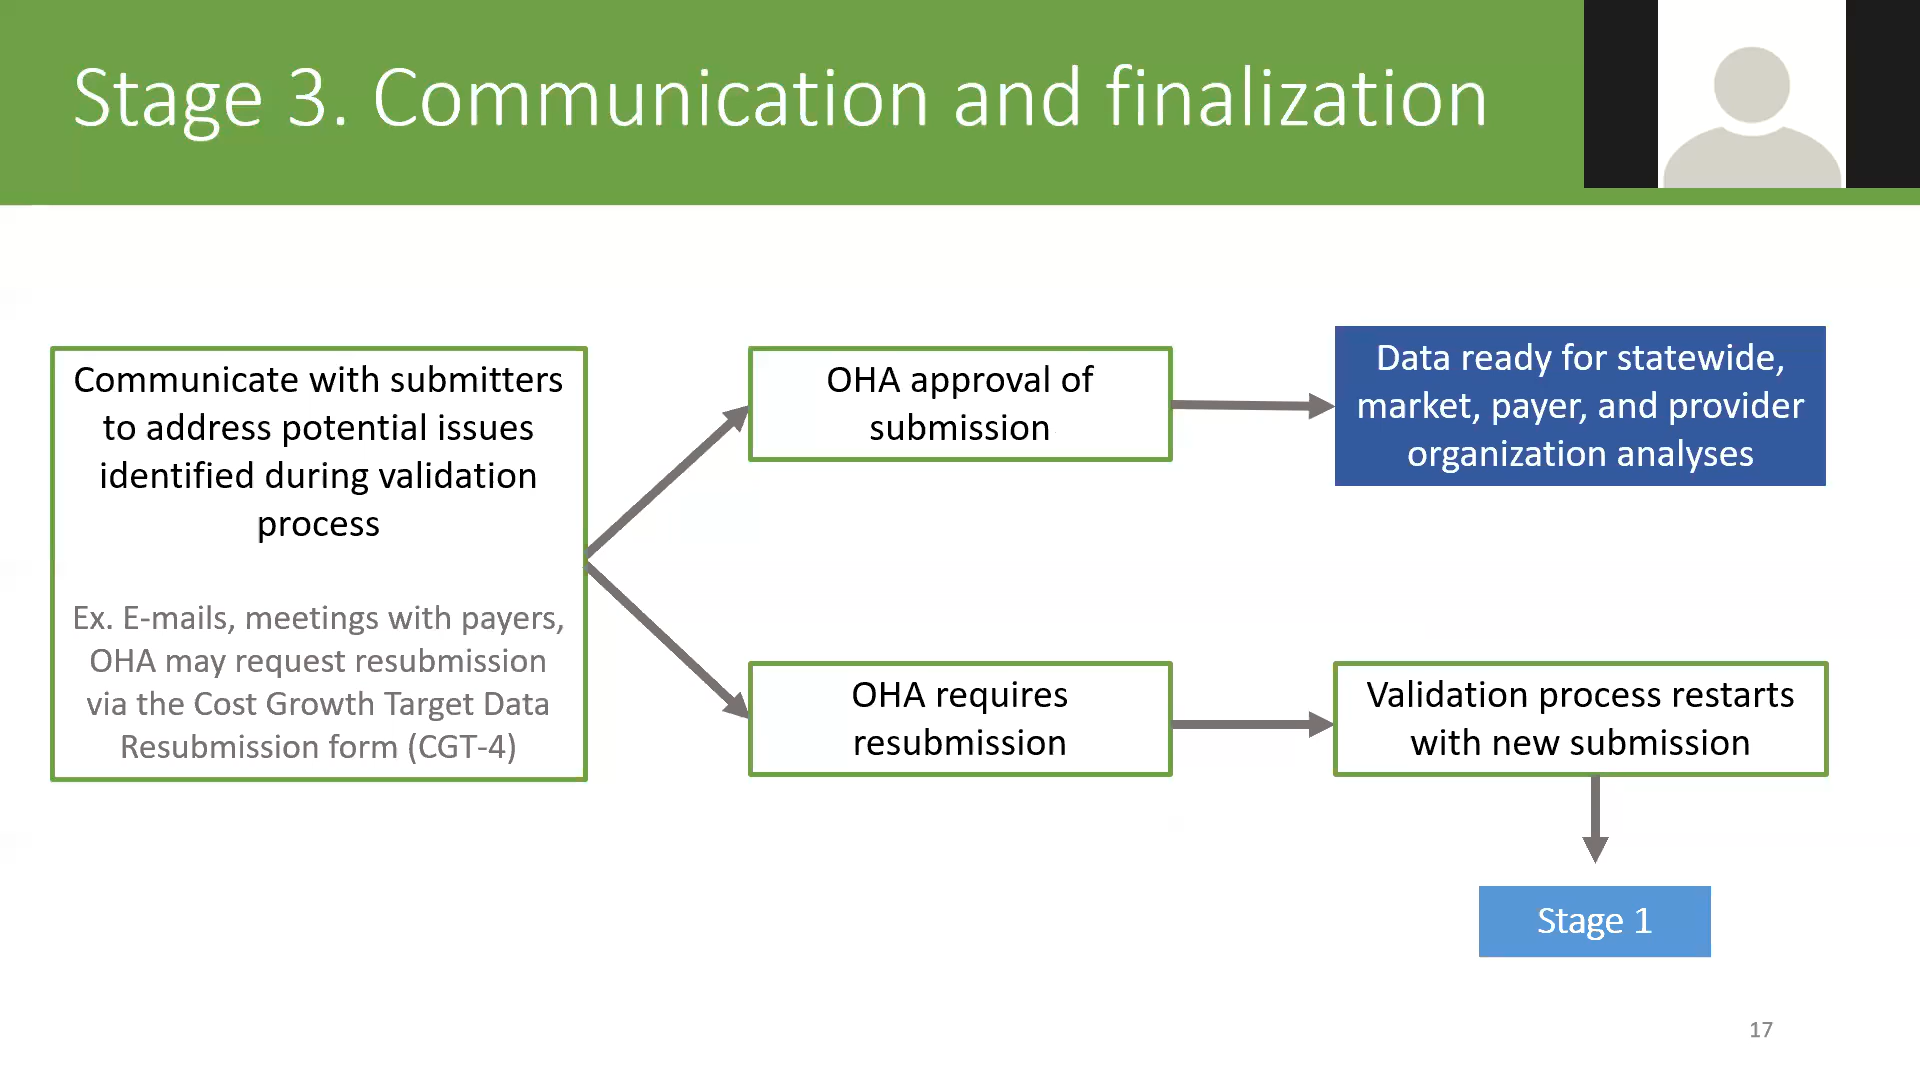 Stage 3. Communication and finalization
Communicate with submitters
to address potential issues
identified during validation
process
Ex. E-mails, meetings with payers,
OHA may request resubmission
via the Cost Growth Target Data
Resubmission form (CGT-4)
OHA approval of
submission
Data ready for statewide,
market, payer, and provider
organization analyses
OHA requires
resubmission
Validation process restarts
with new submission
Stage 1
17